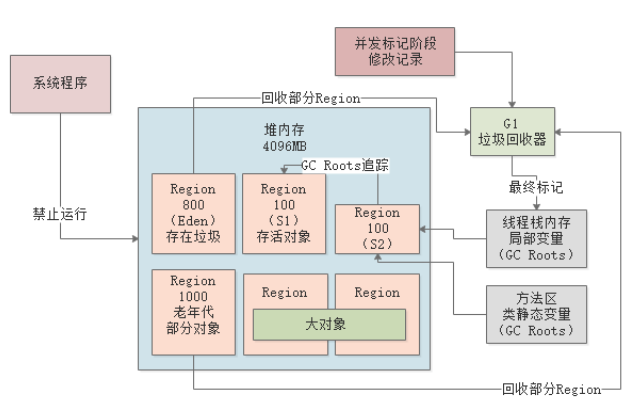 并发标记阶段
修改记录
系统程序
回收部分Region
堆内存
4096MB
G1
垃圾回收器
GC Roots追踪
Region
800
(Eden)
存在垃圾
Region
100
(S1)
存活对象
Region
100
(S2)
最终标记
禁止运行
线程栈内存
局部变量
(GC Roots)
Region
1000
老年代
部分对象
Region
Region
大对象
方法区
类静态变量
(GC Roots)
回收部分Region